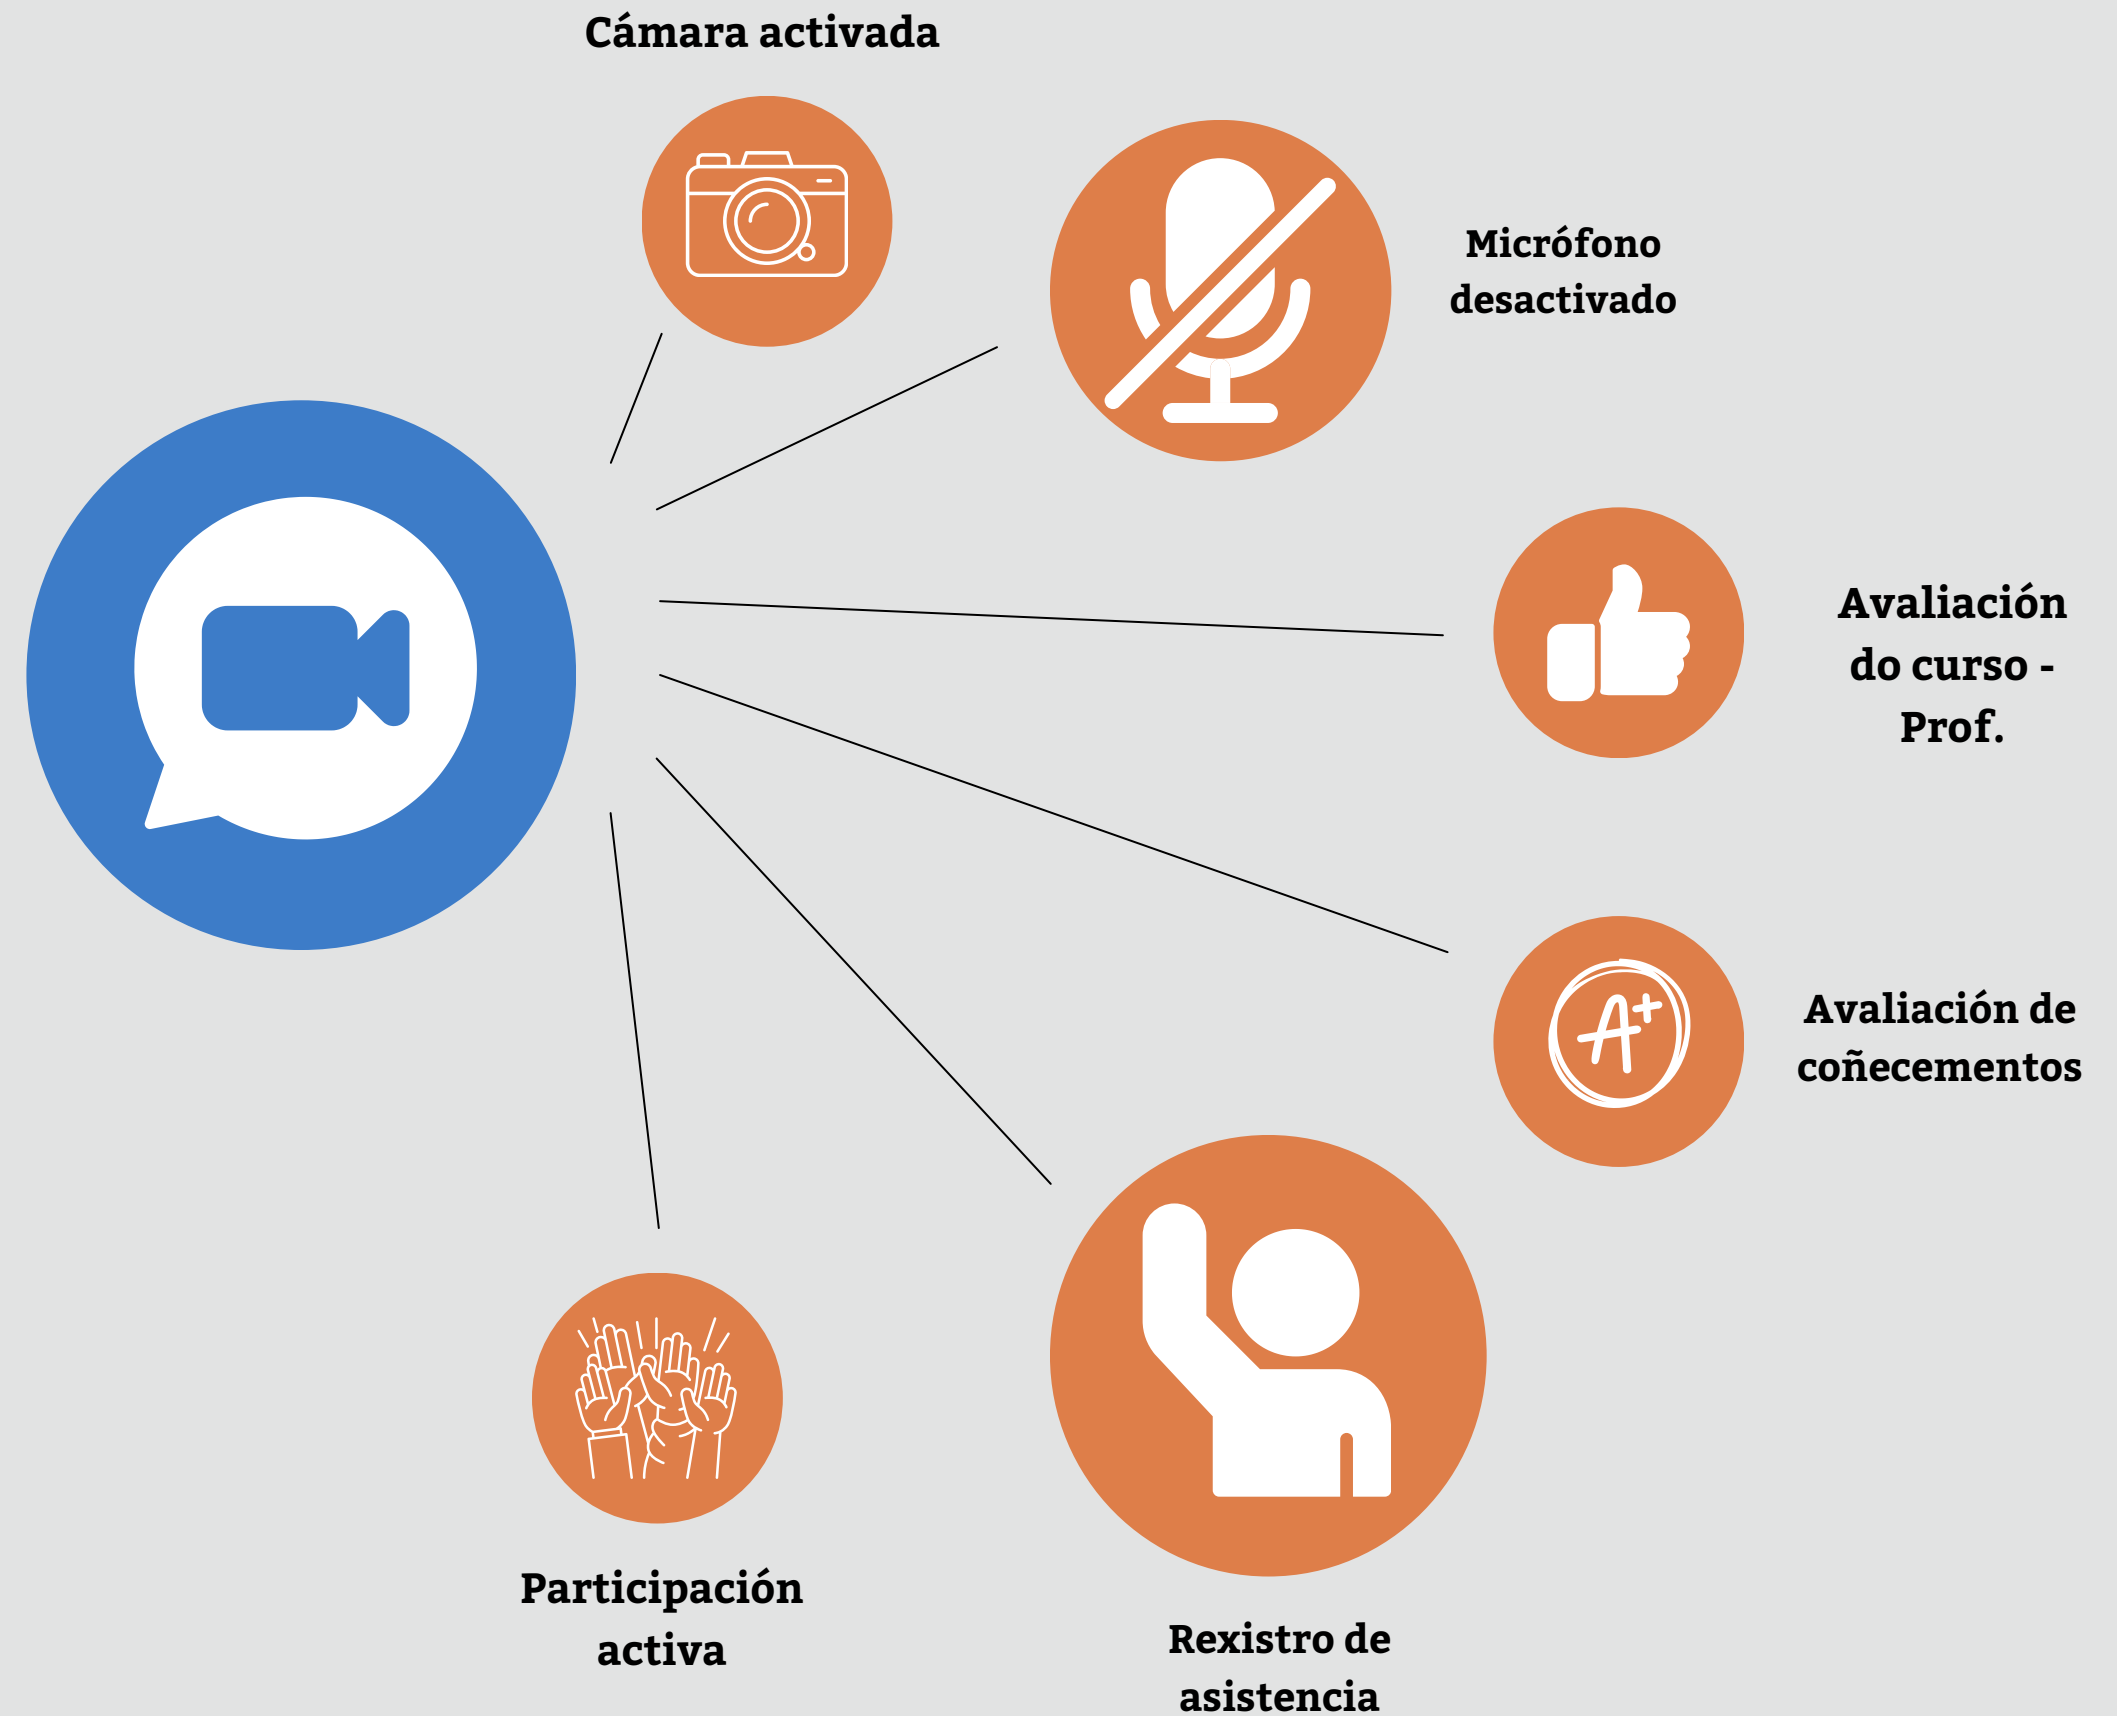 Cámara activada
Micrófono
desactivado
Avaliación
do curso -
Prof.
A+
Avaliación de
coñecementos
Participación
activa
Rexistro de
asistencia